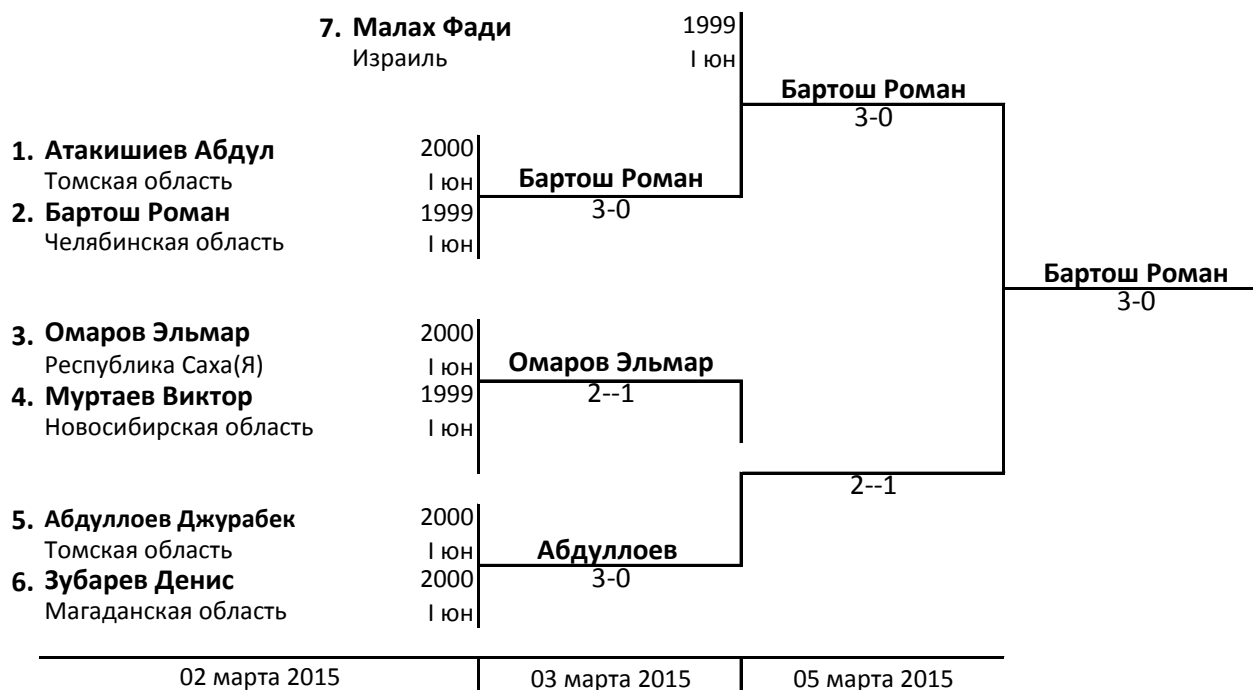 7. Малах Фади 1999
Израиль I юн
Бартош Роман
3-0
1. Атакишиев Абдул 2000
Томская область I юн
Бартош Роман
3-0
2. Бартош Роман 1999
Челябинская область I юн
Бартош Роман
3-0
3. Омаров Эльмар 2000
Республика Саха(Я) I юн
Омаров Эльмар
2--1
4. Муртаев Виктор 1999
Новосибирская область I юн
2--1
5. Абдуллоев Джурабек 2000
Томская область I юн
Абдуллоев
3-0
6. Зубарев Денис 2000
Магаданская область I юн
02 марта 2015 03 марта 2015 05 марта 2015